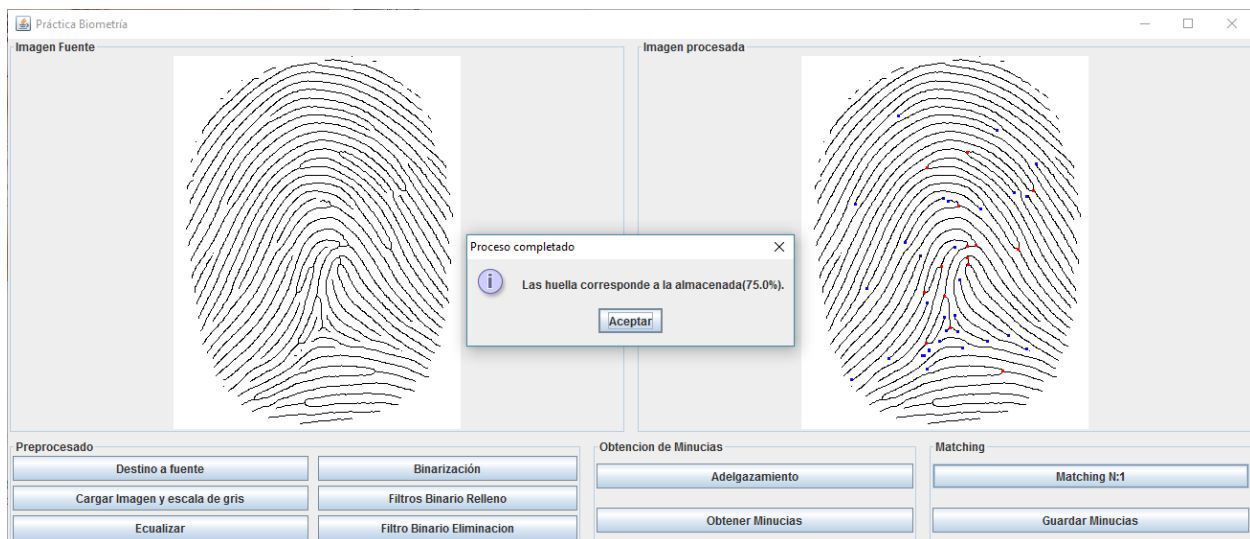 Práctica Biometría
Imagen Fuente
Imagen procesada
Proceso completado
Las huella corresponde a la almacenada(75.0%).
Aceptar
Preprocesado
Destino a fuente
Binarización
Cargar Imagen y escala de gris
Filtros Binario Relleno
Ecualizar
Filtro Binario Eliminacion
Obtencion de Minucias
Adelgazamiento
Obtener Minucias
Matching
Matching N:1
Guardar Minucias